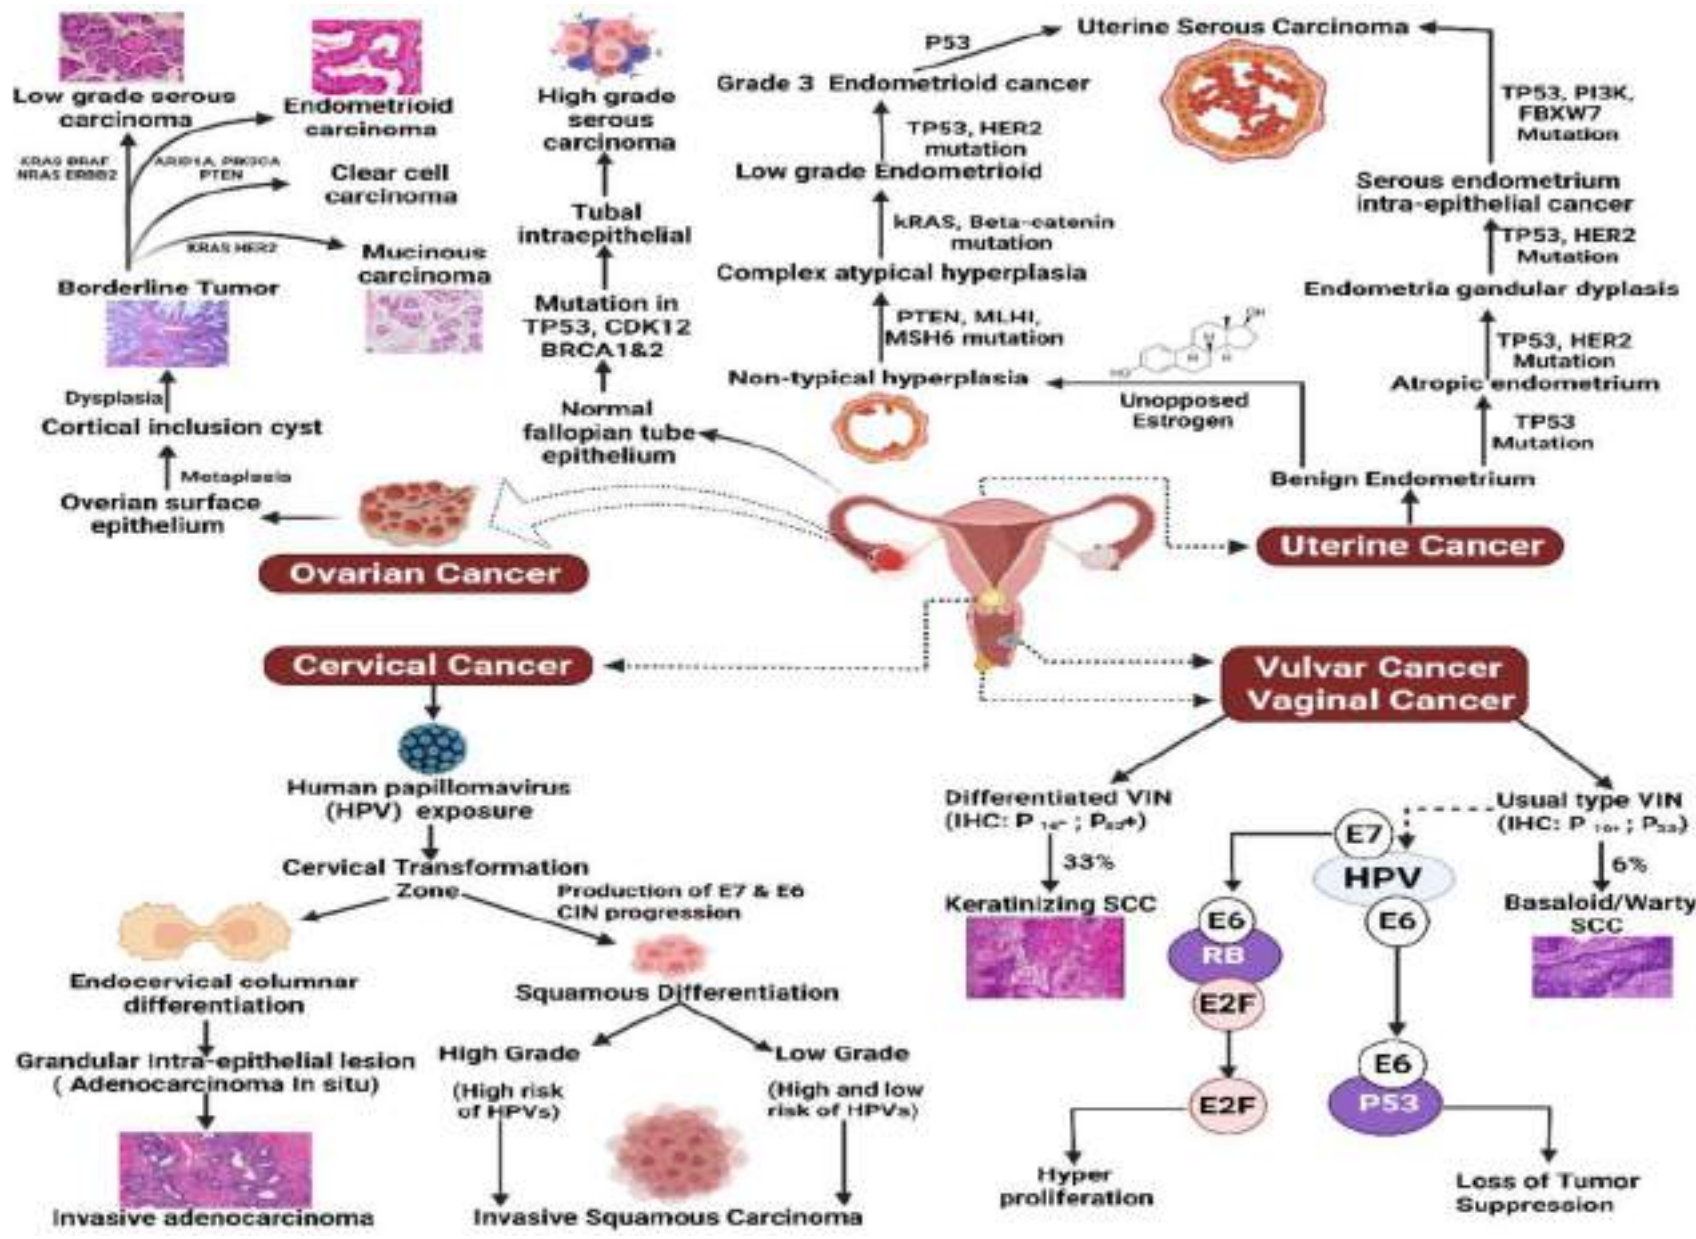 Low grade serous
carcinoma
Endometrioid
carcinoma
KRAS BRAF
NRAS ERBB2
ARID1A, PIK3CA
PTEN
Clear cell
carcinoma
KRAS HER2
Mucinous
carcinoma
Borderline Tumor
Dysplasia
Cortical inclusion cyst
Metaplasia
Overian surface
epithelium
Ovarian Cancer
High grade
serous
carcinoma
Tubal
intraepithelial
Mutation in
TP53, CDK12
BRCA1&2
Normal
fallopian tube
epithelium
Uterine Serous Carcinoma
P53
Grade 3 Endometrioid cancer
TP53, HER2
mutation
Low grade Endometrioid
kRAS, Beta-catenin
mutation
Complex atypical hyperplasia
PTEN, MLHI,
MSH6 mutation
Non-typical hyperplasia
OH
HO
H
H
H
Unopposed
Estrogen
TP53, PI3K,
FBXW7
Mutation
Serous endometrium
intra-epithelial cancer
TP53, HER2
Mutation
Endometria gandular dyplasis
TP53, HER2
Mutation
Atropic endometrium
TP53
Mutation
Benign Endometrium
Uterine Cancer
Cervical Cancer
Human papillomavirus
(HPV) exposure
Cervical Transformation
Zone
Production of E7 & E6
CIN progression
Endocervical columnar
differentiation
Grandular Intra-epithelial lesion
( Adenocarcinoma In situ)
Invasive adenocarcinoma
Squamous Differentiation
High Grade
(High risk
of HPVs)
Low Grade
(High and low
risk of HPVs)
Invasive Squamous Carcinoma
Vulvar Cancer
Vaginal Cancer
Differentiated VIN
(IHC: P 16- ; P53+)
33%
Keratinizing SCC
Usual type VIN
(IHC: P 16+ ; P53-)
6%
Basaloid/Warty
SCC
E7
HPV
E6
E6
RB
E2F
E2F
Hyper
proliferation
E6
P53
Loss of Tumor
Suppression